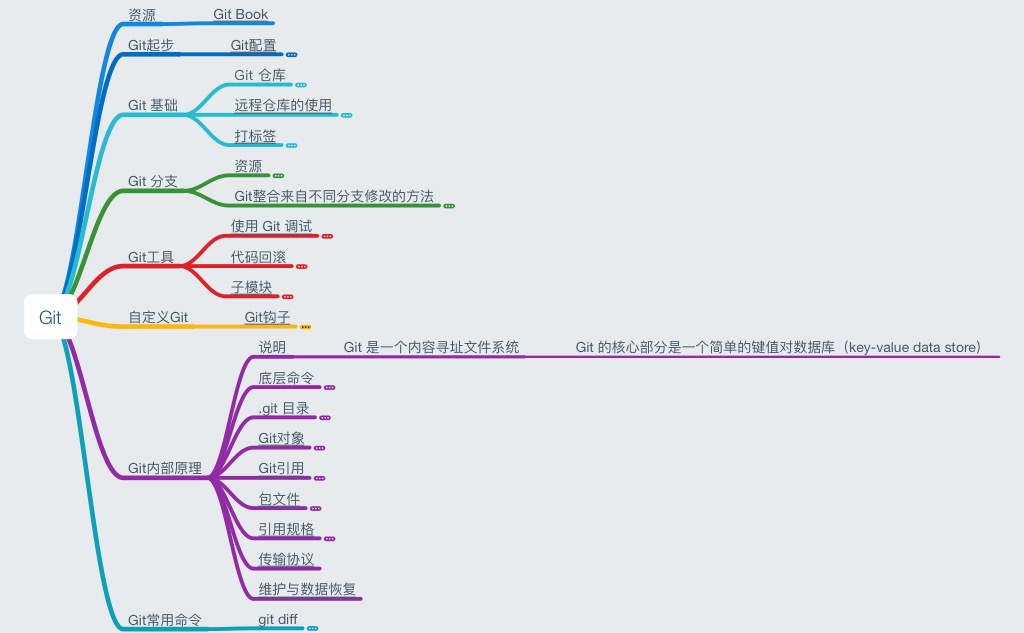 资源
Git Book
Git起步
Git配置
Git 仓库
Git 基础
远程仓库的使用
打标签
资源
Git 分支
Git整合来自不同分支修改的方法
使用 Git 调试
Git工具
代码回滚
子模块
Git
自定义Git
Git钩子
说明
Git 是一个内容寻址文件系统
Git 的核心部分是一个简单的键值对数据库（key-value data store）
底层命令
.git 目录
Git对象
Git内部原理
Git引用
包文件
引用规格
传输协议
维护与数据恢复
Git常用命令
git diff